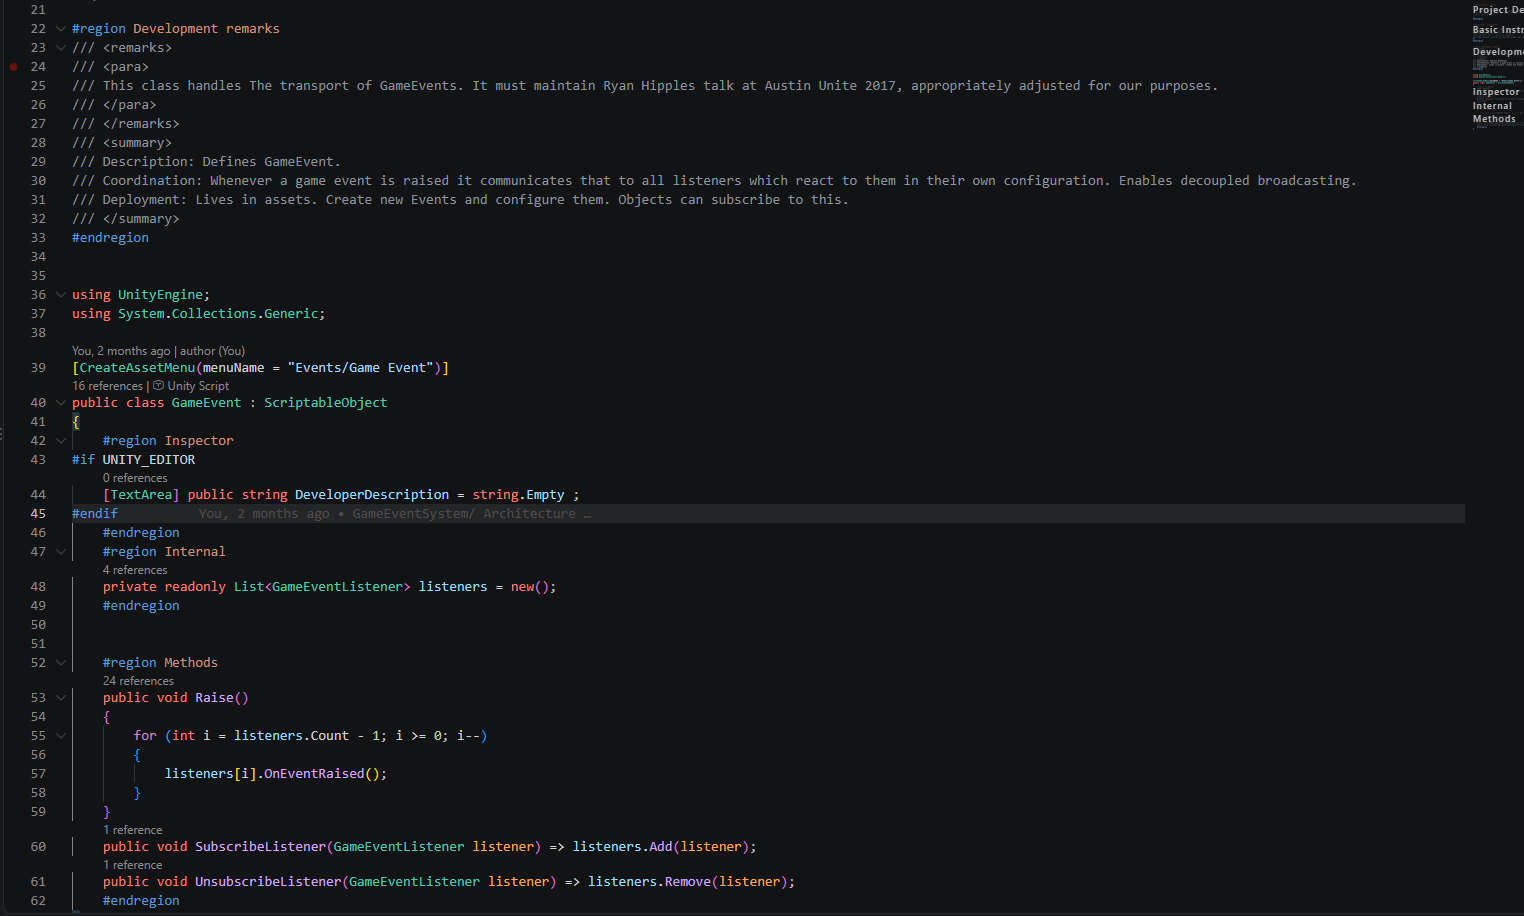 21
22 #region Development remarks
23 /// <remarks>
24 /// <para>
25 /// This class handles The transport of GameEvents. It must maintain Ryan Hipples talk at Austin Unite 2017, appropriately adjusted for our purposes.
26 /// </para>
27 /// </remarks>
28 /// <summary>
29 /// Description: Defines GameEvent.
30 /// Coordination: Whenever a game event is raised it communicates that to all listeners which react to them in their own configuration. Enables decoupled broadcasting.
31 /// Deployment: Lives in assets. Create new Events and configure them. Objects can subscribe to this.
32 /// </summary>
33 #endregion
34
35
36 using UnityEngine;
37 using System.Collections.Generic;
38
You, 2 months ago | author (You)
39 [CreateAssetMenu(menuName = "Events/Game Event")]
16 references | Unity Script
40 public class GameEvent : ScriptableObject
41 {
42 #region Inspector
43 #if UNITY_EDITOR
0 references
44 [TextArea] public string DeveloperDescription = string.Empty ;
45 #endif You, 2 months ago • GameEventSystem/ Architecture …
46 #endregion
47 #region Internal
4 references
48 private readonly List<GameEventListener> listeners = new();
49 #endregion
50
51
52 #region Methods
24 references
53 public void Raise()
54 {
55 for (int i = listeners.Count - 1; i >= 0; i--)
56 {
57 listeners[i].OnEventRaised();
58 }
59 }
1 reference
60 public void SubscribeListener(GameEventListener listener) => listeners.Add(listener);
1 reference
61 public void UnsubscribeListener(GameEventListener listener) => listeners.Remove(listener);
62 #endregion
Project De
Basic Instr
Developm
Inspector
Internal
Methods